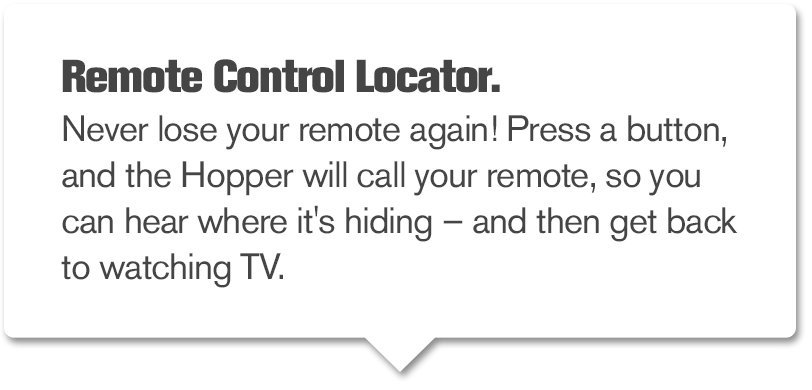 Remote Control Locator.
Never lose your remote again! Press a button,
and the Hopper will call your remote, so you
can hear where it's hiding – and then get back
to watching TV.